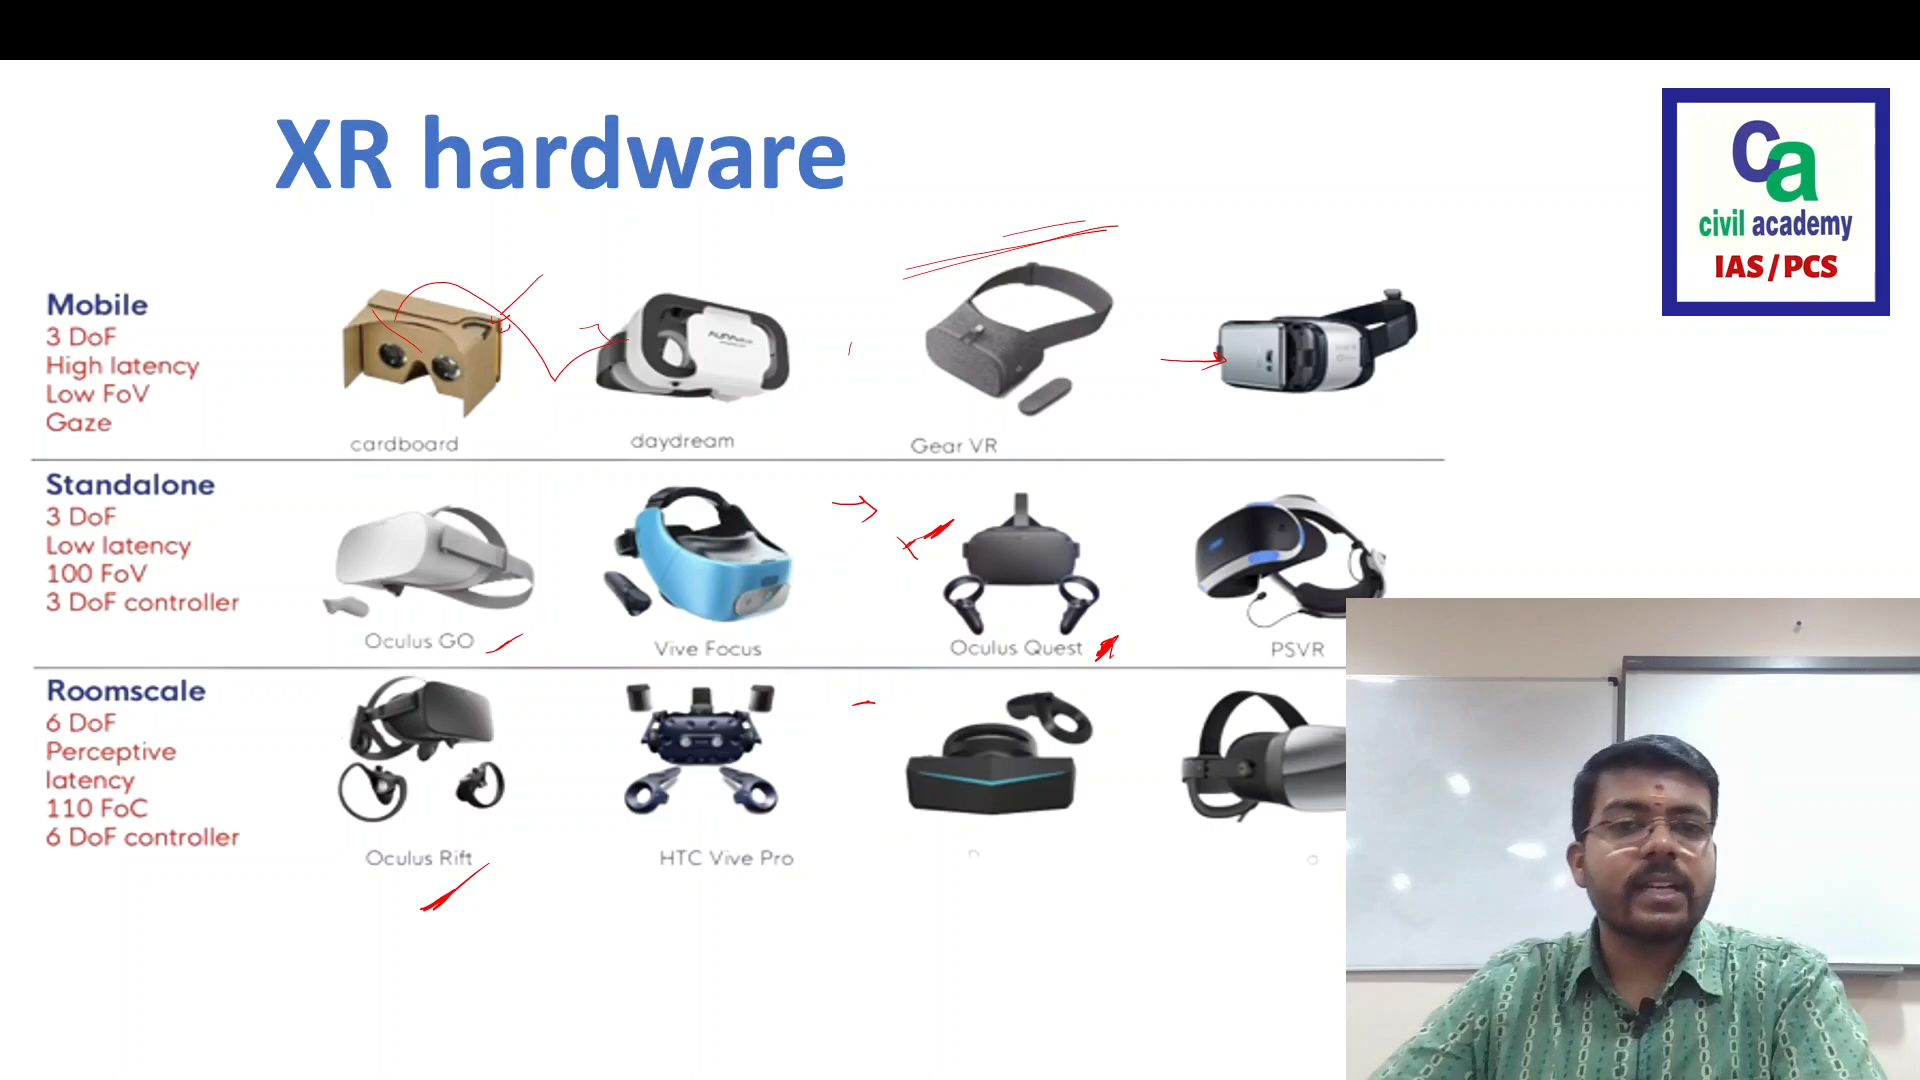 XR hardware
ca
civil academy
IAS/PCS
Mobile
3 DoF
High latency
Low FoV
Gaze
cardboard
daydream
Gear VR
Standalone
3 DoF
Low latency
100 FoV
3 DoF controller
Oculus GO
Vive Focus
Oculus Quest
PSVR
Roomscale
6 DoF
Perceptive
latency
110 FoC
6 DoF controller
Oculus Rift
HTC Vive Pro